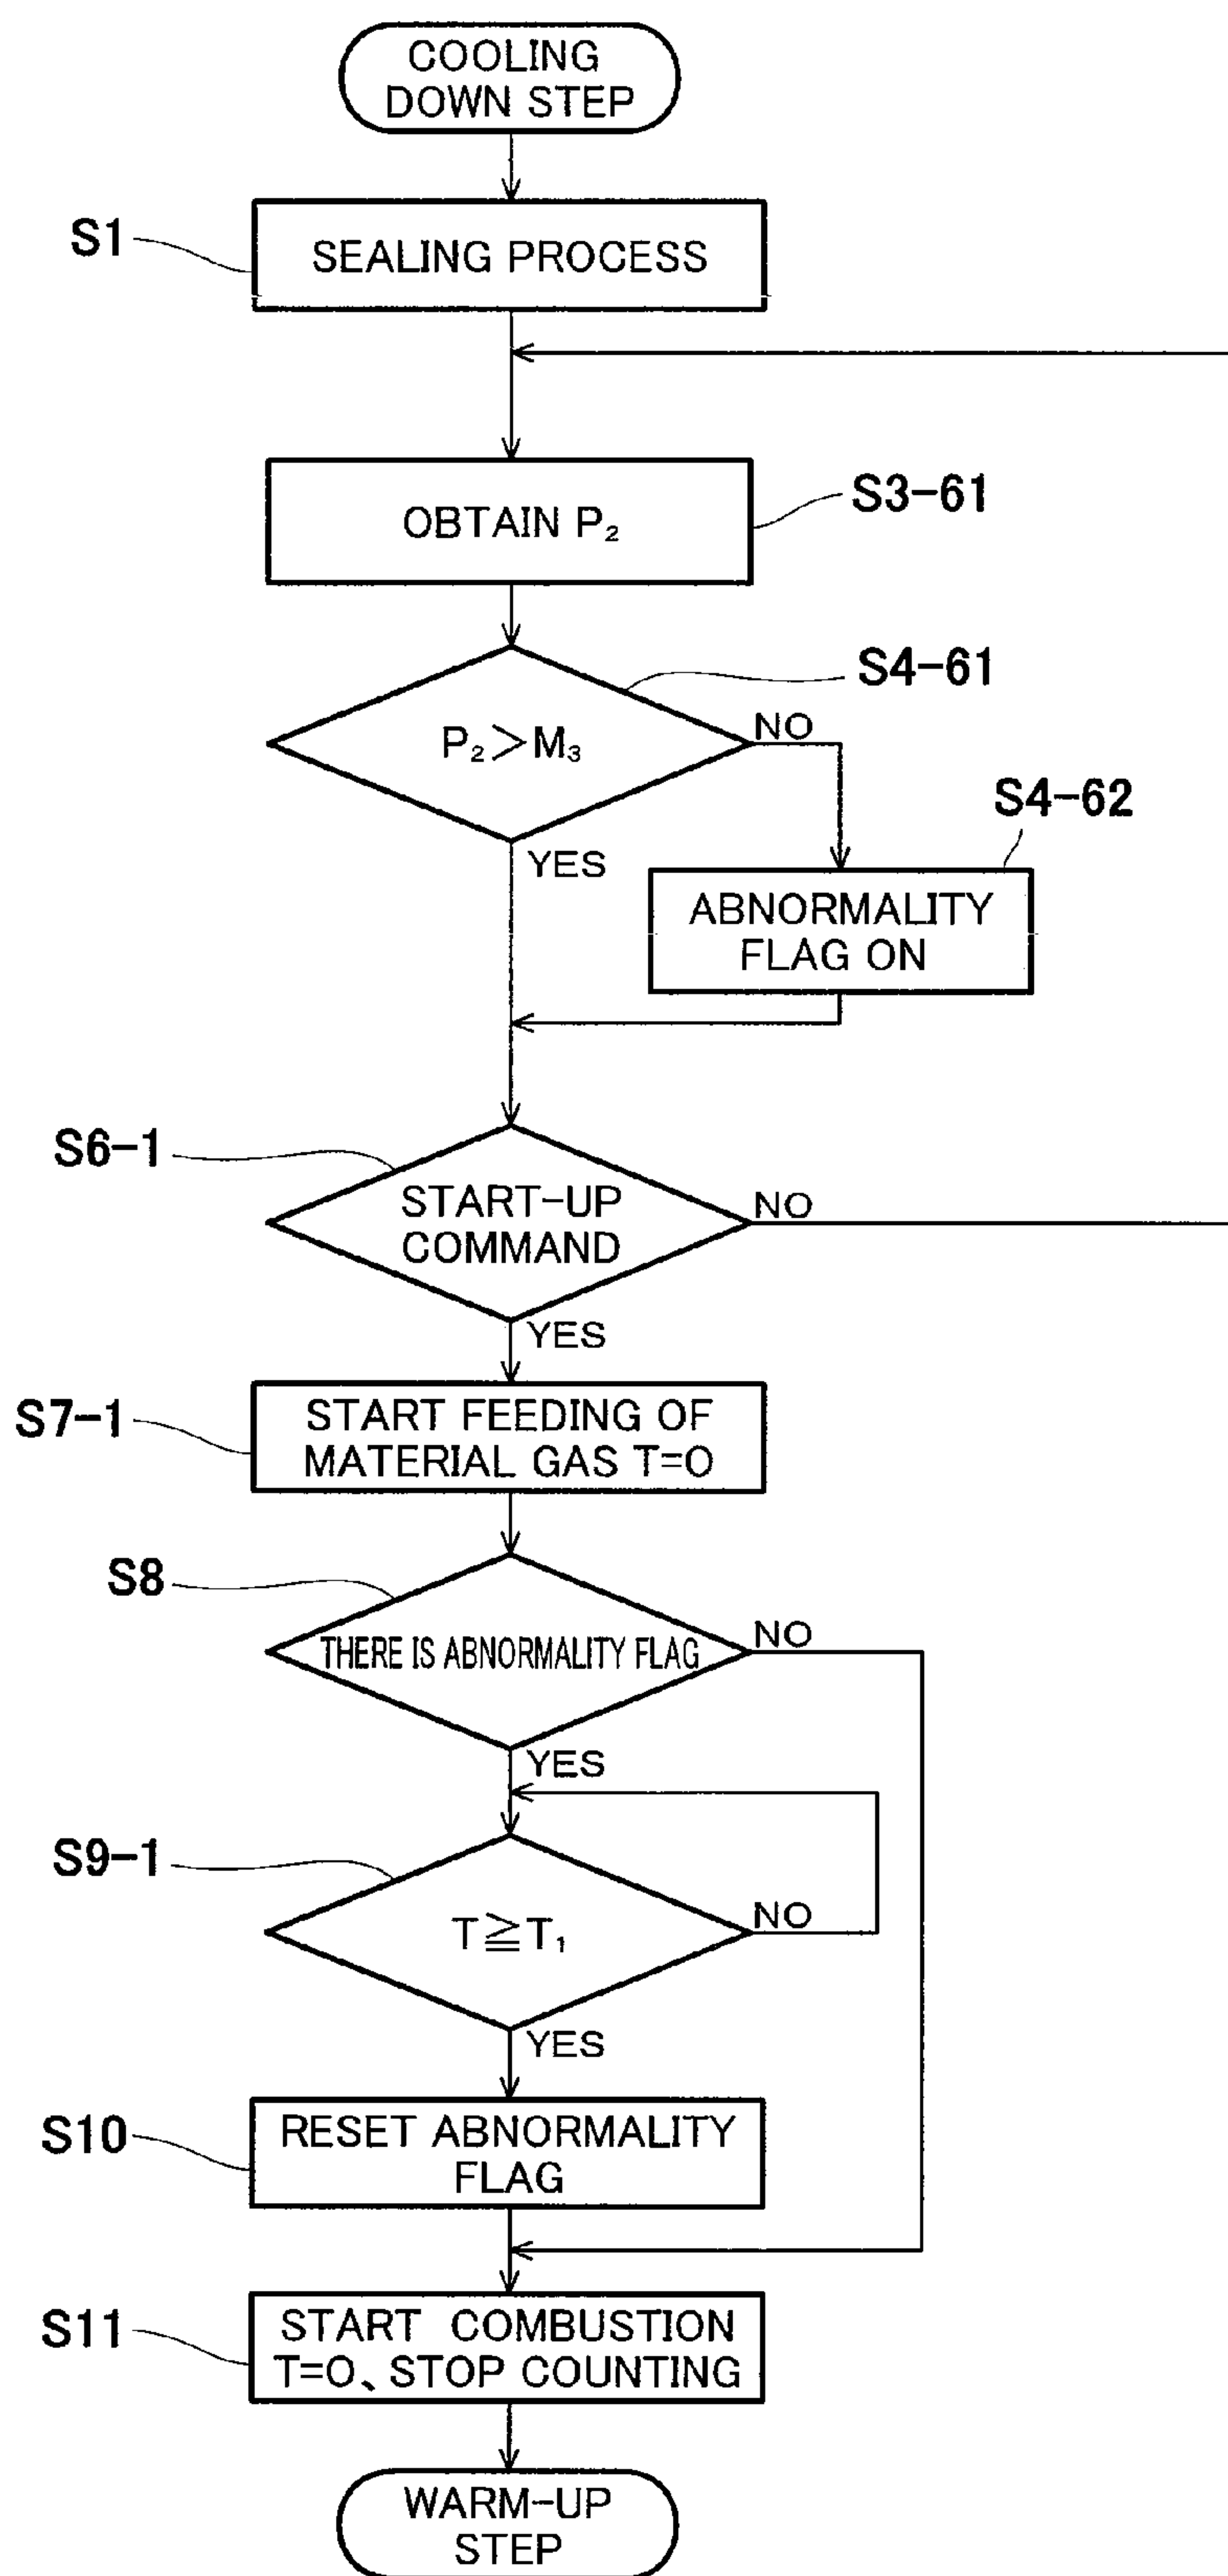 COOLING
DOWN STEP
S1
SEALING PROCESS
OBTAIN P₂
S3-61
S4-61
P₂>M₃
NO
S4-62
YES
ABNORMALITY
FLAG ON
S6-1
START-UP
COMMAND
NO
YES
S7-1
START FEEDING OF
MATERIAL GAS T=0
S8
THERE IS ABNORMALITY FLAG
NO
YES
S9-1
T≧T₁
NO
YES
S10
RESET ABNORMALITY
FLAG
S11
START COMBUSTION
T=0、STOP COUNTING
WARM-UP
STEP